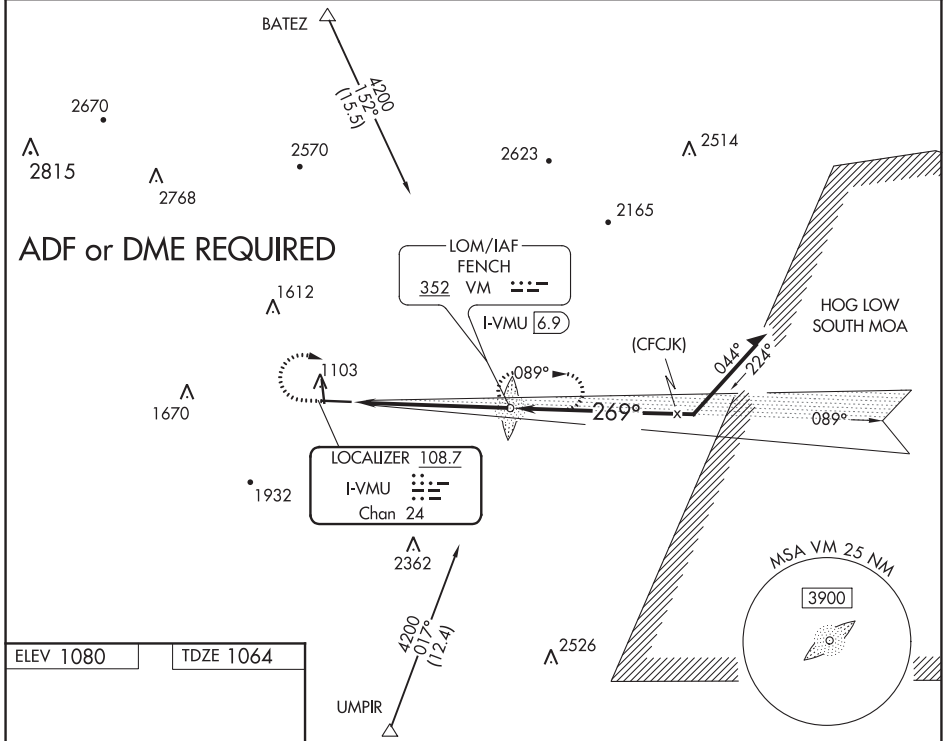 BATEZ
4200
152°
(15.5)
2670
2815
2768
2570
2623
2514
2165
ADF or DME REQUIRED
LOM/IAF
FENCH
352 VM
I-VMU 6.9
HOG LOW
SOUTH MOA
1612
(CFCJK)
044°
224°
1103
089°
1670
269°
089°
LOCALIZER 108.7
I-VMU
Chan 24
1932
2362
MSA VM 25 NM
3900
4200
017°
(12.4)
2526
ELEV 1080
TDZE 1064
UMPIR